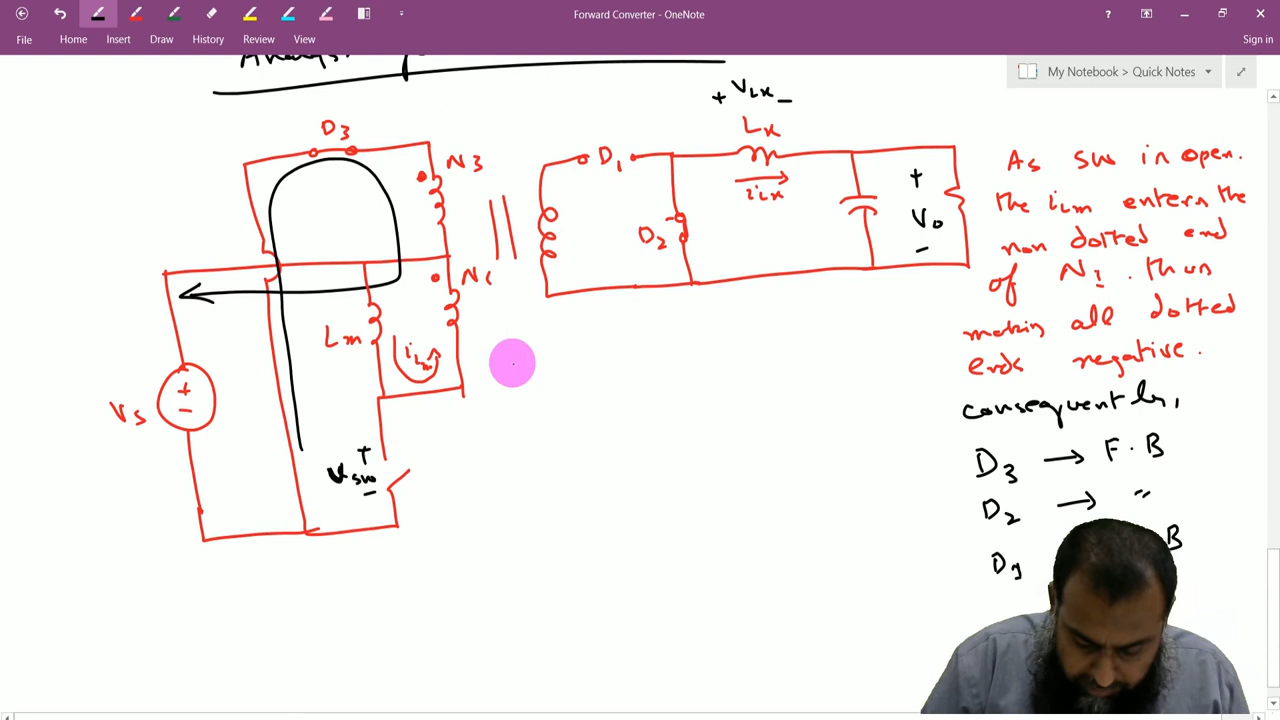 Forward Converter - OneNote
File Home Insert Draw History Review View
Sign in
My Notebook > Quick Notes
+ VLx -
D3
N3
Lx
D1
iLx
+
Vo
-
D2
N1
Lm
iLm
Vs
+
-
+
Vsw
-
As sw in open.
the iLm enters the
non dotted end
of N1. thus
making all dotted
ends negative.
consequently,
D3 → F.B
D2 → "
D1 B